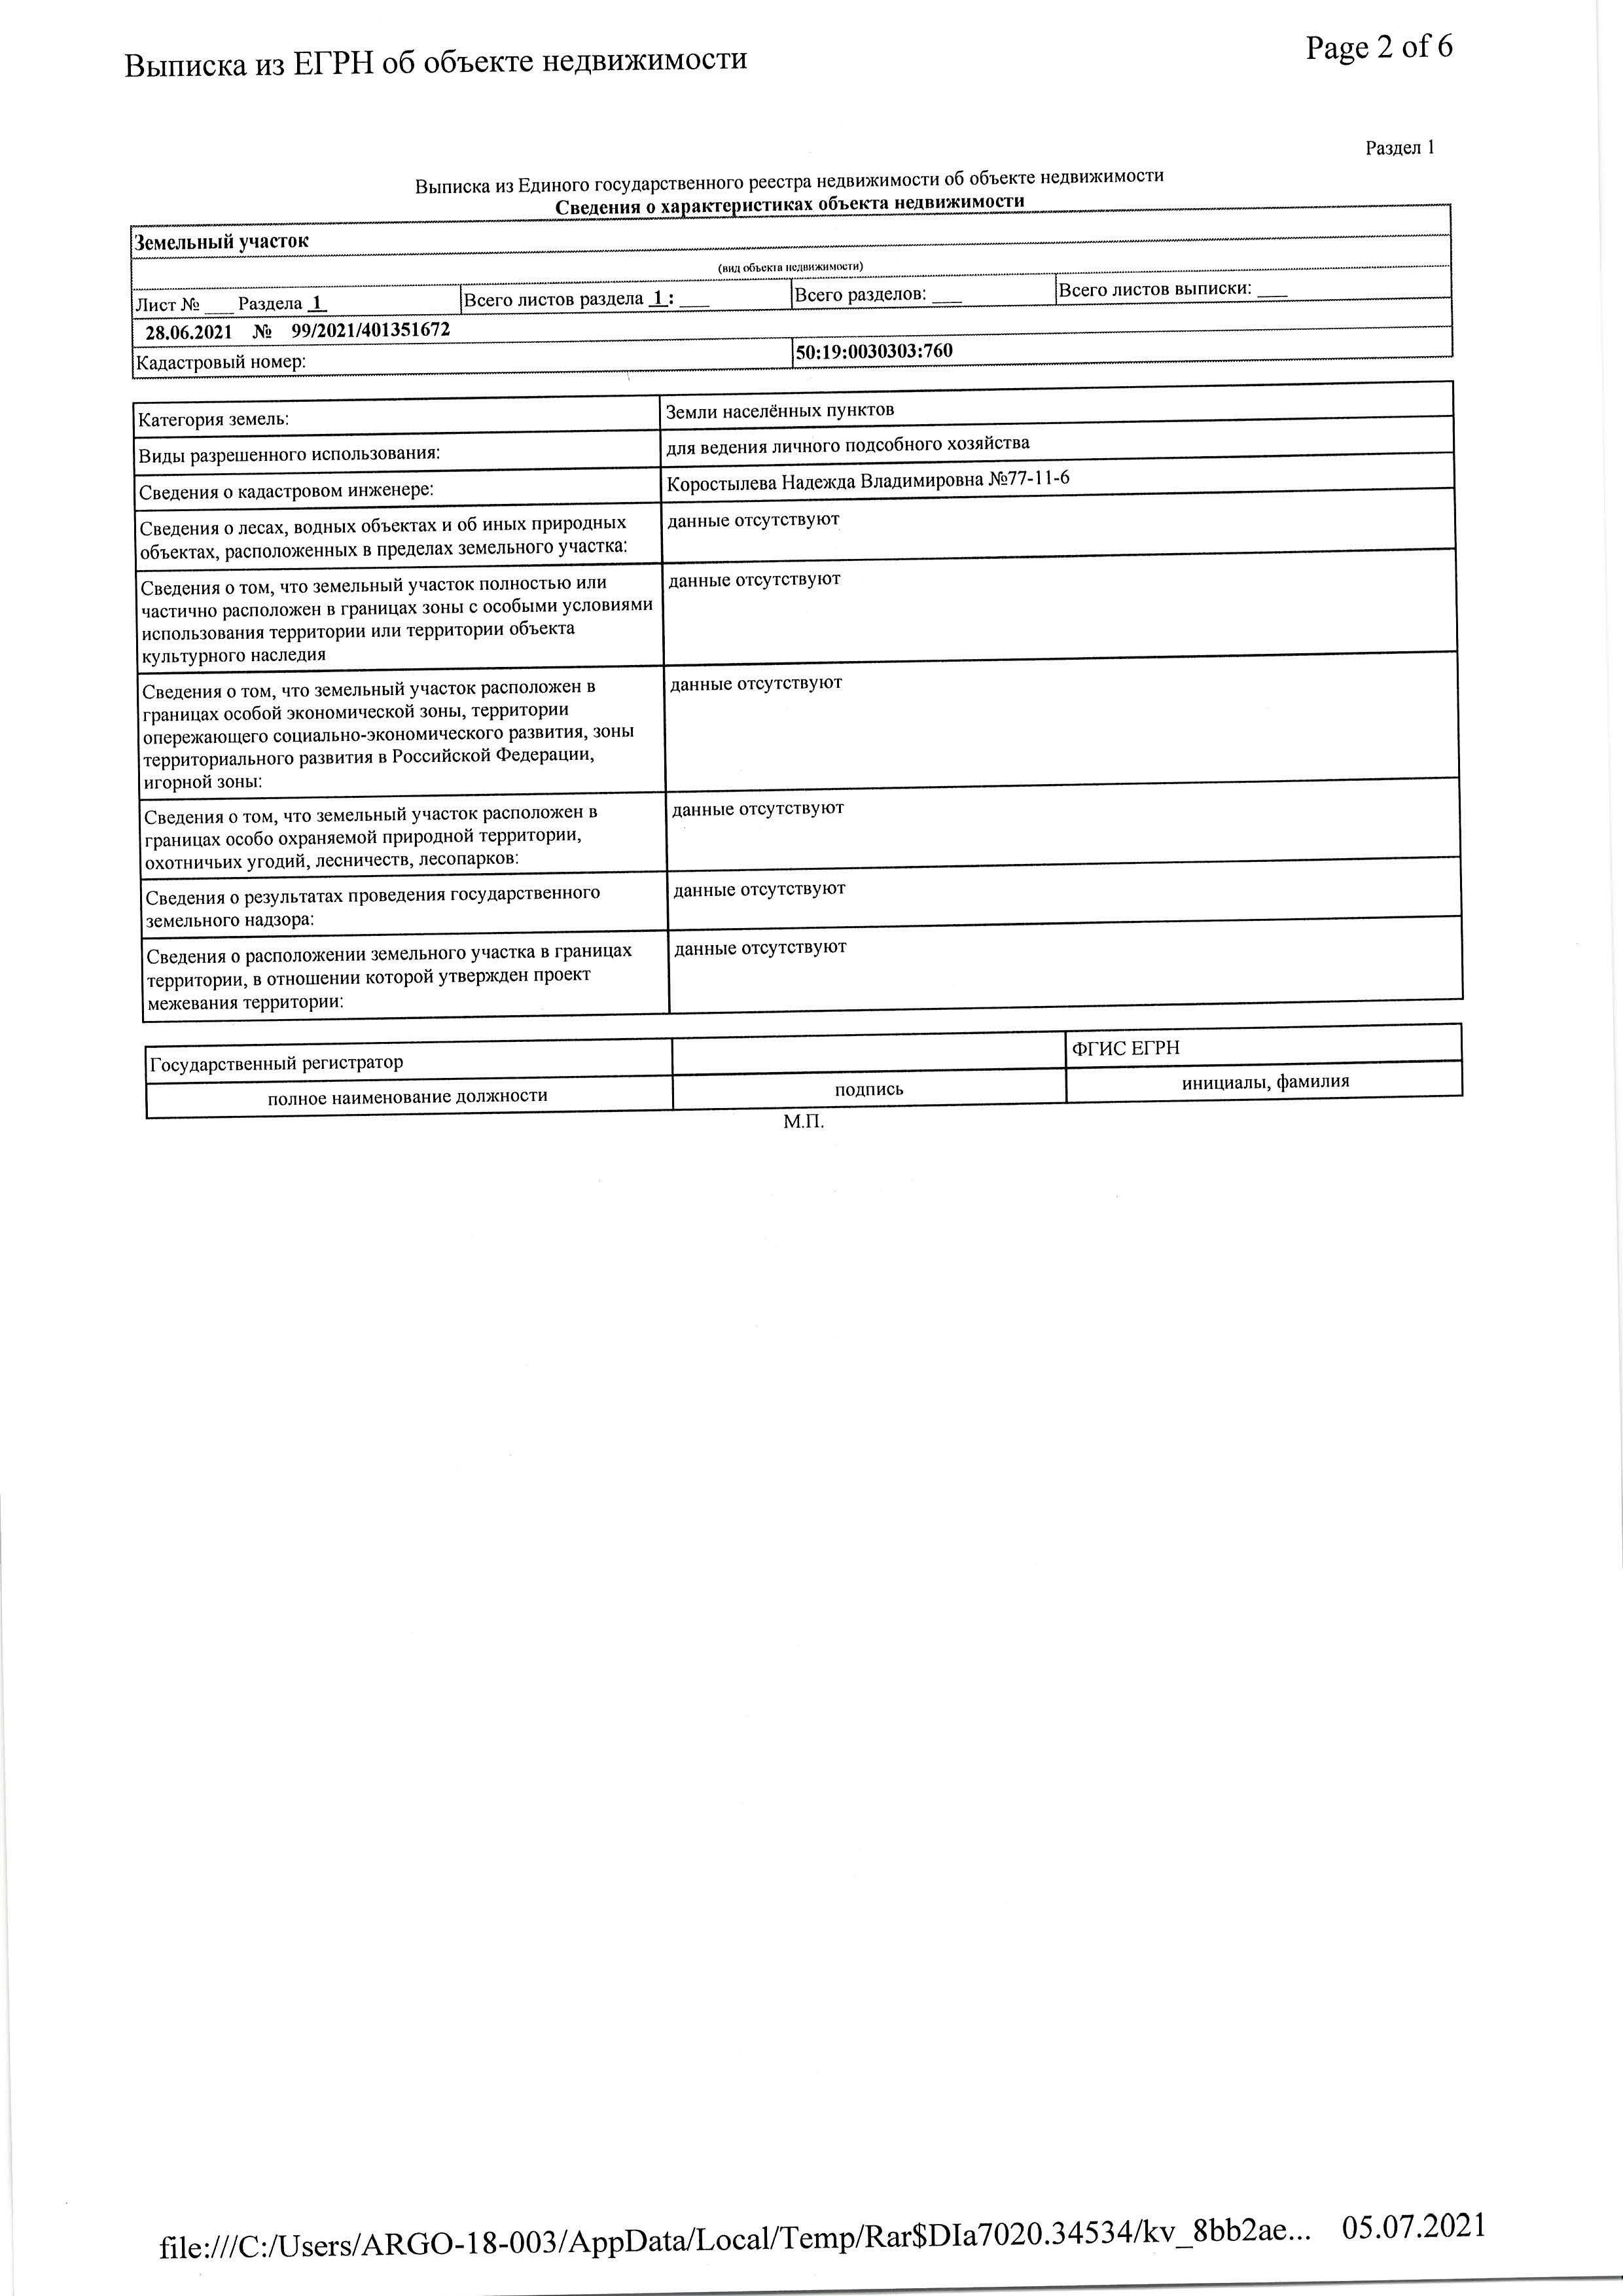 Выписка из ЕГРН об объекте недвижимости
Page 2 of 6
Раздел 1
Выписка из Единого государственного реестра недвижимости об объекте недвижимости
Сведения о характеристиках объекта недвижимости
Земельный участок
(вид объекта недвижимости)
Лист № ___ Раздела 1 Всего листов раздела 1 : ___ Всего разделов: ___ Всего листов выписки: ___
28.06.2021 № 99/2021/401351672
Кадастровый номер: 50:19:0030303:760
Категория земель: Земли населённых пунктов
Виды разрешенного использования: для ведения личного подсобного хозяйства
Сведения о кадастровом инженере: Коростылева Надежда Владимировна №77-11-6
Сведения о лесах, водных объектах и об иных природных
объектах, расположенных в пределах земельного участка:
данные отсутствуют
Сведения о том, что земельный участок полностью или
частично расположен в границах зоны с особыми условиями
использования территории или территории объекта
культурного наследия
данные отсутствуют
Сведения о том, что земельный участок расположен в
границах особой экономической зоны, территории
опережающего социально-экономического развития, зоны
территориального развития в Российской Федерации,
игорной зоны:
данные отсутствуют
Сведения о том, что земельный участок расположен в
границах особо охраняемой природной территории,
охотничьих угодий, лесничеств, лесопарков:
данные отсутствуют
Сведения о результатах проведения государственного
земельного надзора:
данные отсутствуют
Сведения о расположении земельного участка в границах
территории, в отношении которой утвержден проект
межевания территории:
данные отсутствуют
Государственный регистратор ФГИС ЕГРН
полное наименование должности подпись инициалы, фамилия
М.П.
file:///C:/Users/ARGO-18-003/AppData/Local/Temp/Rar$DIa7020.34534/kv_8bb2ae... 05.07.2021